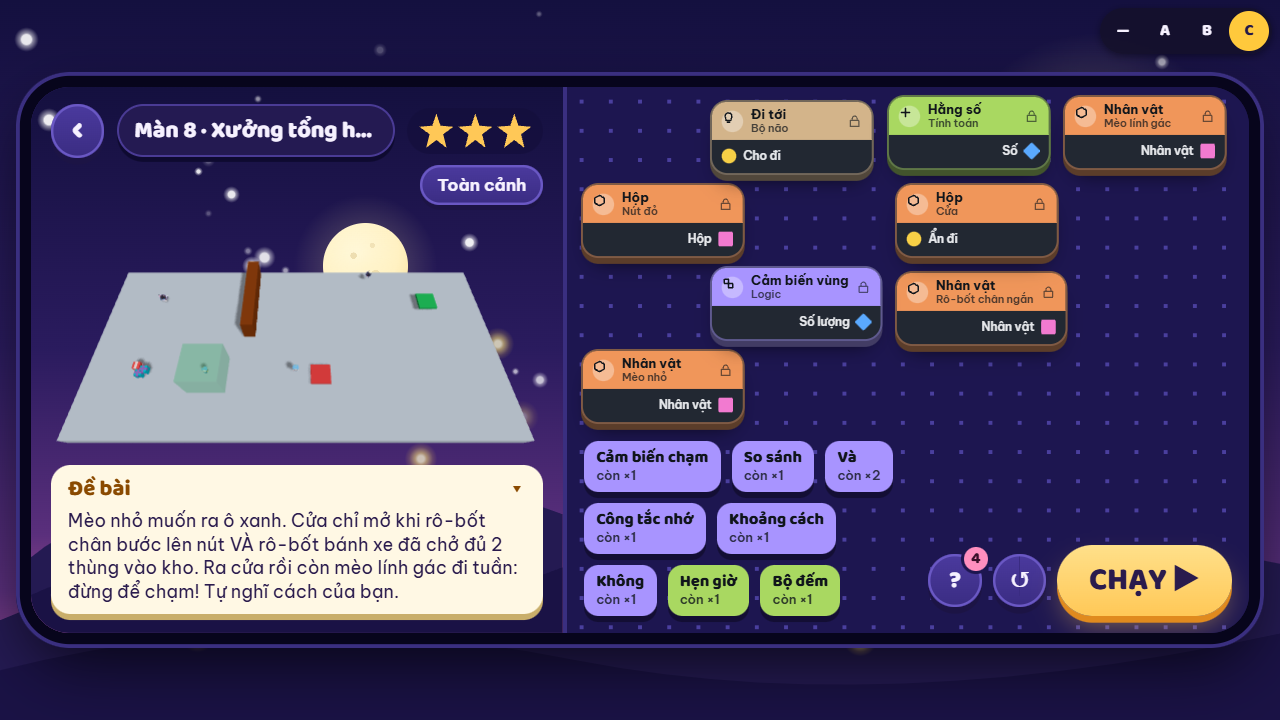 — A B C
Màn 8 · Xưởng tổng h...
Toàn cảnh
Đề bài
Mèo nhỏ muốn ra ô xanh. Cửa chỉ mở khi rô-bốt
chân bước lên nút VÀ rô-bốt bánh xe đã chở đủ 2
thùng vào kho. Ra cửa rồi còn mèo lính gác đi tuần:
đừng để chạm! Tự nghĩ cách của bạn.
Đi tới
Bộ não
Cho đi
Hằng số
Tính toán
Số
Nhân vật
Mèo lính gác
Nhân vật
Hộp
Nút đỏ
Hộp
Hộp
Cửa
Ẩn đi
Cảm biến vùng
Logic
Số lượng
Nhân vật
Rô-bốt chân ngắn
Nhân vật
Nhân vật
Mèo nhỏ
Nhân vật
Cảm biến chạm
còn ×1
So sánh
còn ×1
Và
còn ×2
Công tắc nhớ
còn ×1
Khoảng cách
còn ×1
Không
còn ×1
Hẹn giờ
còn ×1
Bộ đếm
còn ×1
?
4
↺
CHẠY